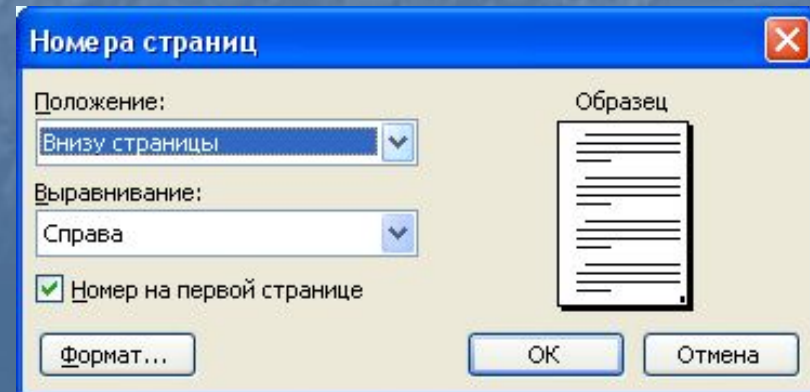 Номера страниц
Положение:
Образец
Внизу страницы
Выравнивание:
Справа
Номер на первой странице
Формат...
ОК
Отмена